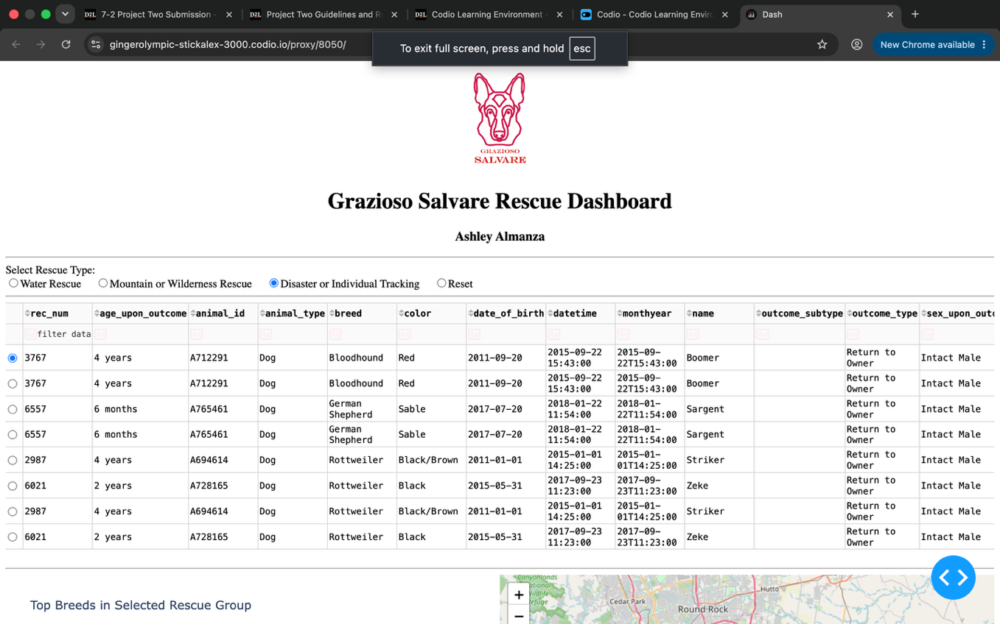 7-2 Project Two Submission
Project Two Guidelines and R
Codio Learning Environment
Codio - Codio Learning Enviro
Dash
gingerolympic-stickalex-3000.codio.io/proxy/8050/
To exit full screen, press and hold esc
New Chrome available
GRAZIOSO
SALVARE
Grazioso Salvare Rescue Dashboard
Ashley Almanza
Select Rescue Type:
Water Rescue Mountain or Wilderness Rescue Disaster or Individual Tracking Reset
rec_num age_upon_outcome animal_id animal_type breed color date_of_birth datetime monthyear name outcome_subtype outcome_type sex_upon_outc
filter data
3767 4 years A712291 Dog Bloodhound Red 2011-09-20 2015-09-22 15:43:00 2015-09-22T15:43:00 Boomer Return to Owner Intact Male
3767 4 years A712291 Dog Bloodhound Red 2011-09-20 2015-09-22 15:43:00 2015-09-22T15:43:00 Boomer Return to Owner Intact Male
6557 6 months A765461 Dog German Shepherd Sable 2017-07-20 2018-01-22 11:54:00 2018-01-22T11:54:00 Sargent Return to Owner Intact Male
6557 6 months A765461 Dog German Shepherd Sable 2017-07-20 2018-01-22 11:54:00 2018-01-22T11:54:00 Sargent Return to Owner Intact Male
2987 4 years A694614 Dog Rottweiler Black/Brown 2011-01-01 2015-01-01 14:25:00 2015-01-01T14:25:00 Striker Return to Owner Intact Male
6021 2 years A728165 Dog Rottweiler Black 2015-05-31 2017-09-23 11:23:00 2017-09-23T11:23:00 Zeke Return to Owner Intact Male
2987 4 years A694614 Dog Rottweiler Black/Brown 2011-01-01 2015-01-01 14:25:00 2015-01-01T14:25:00 Striker Return to Owner Intact Male
6021 2 years A728165 Dog Rottweiler Black 2015-05-31 2017-09-23 11:23:00 2017-09-23T11:23:00 Zeke Return to Owner Intact Male
Top Breeds in Selected Rescue Group
+
−
Canyonlands
National
Wildlife
Refuge
Cedar Park
Round Rock
Hutto